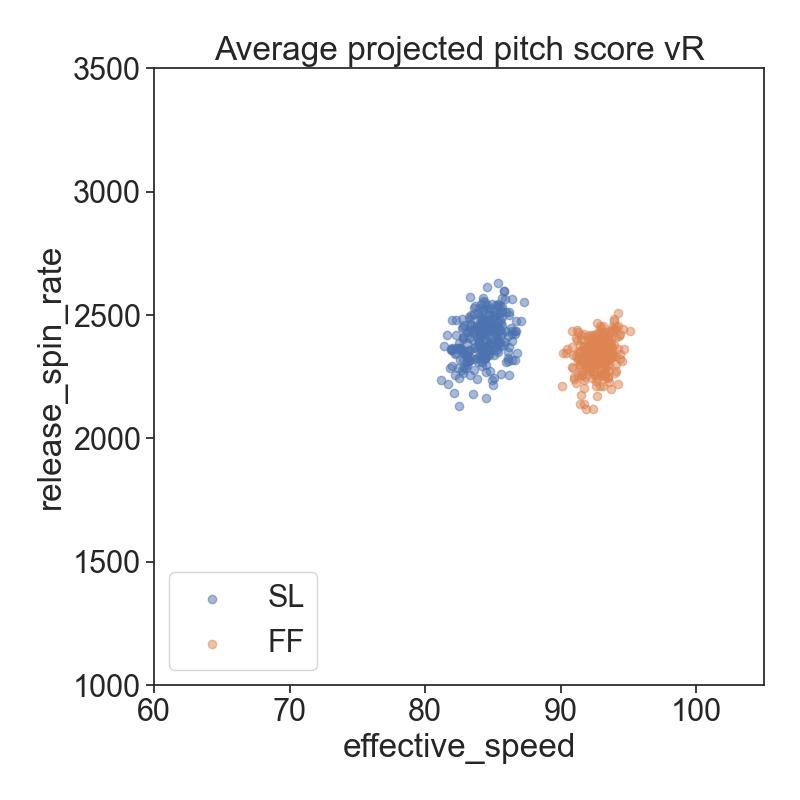 Average projected pitch score vR
3500
3000
2500
2000
1500
1000
release_spin_rate
SL
FF
60 70 80 90 100
effective_speed